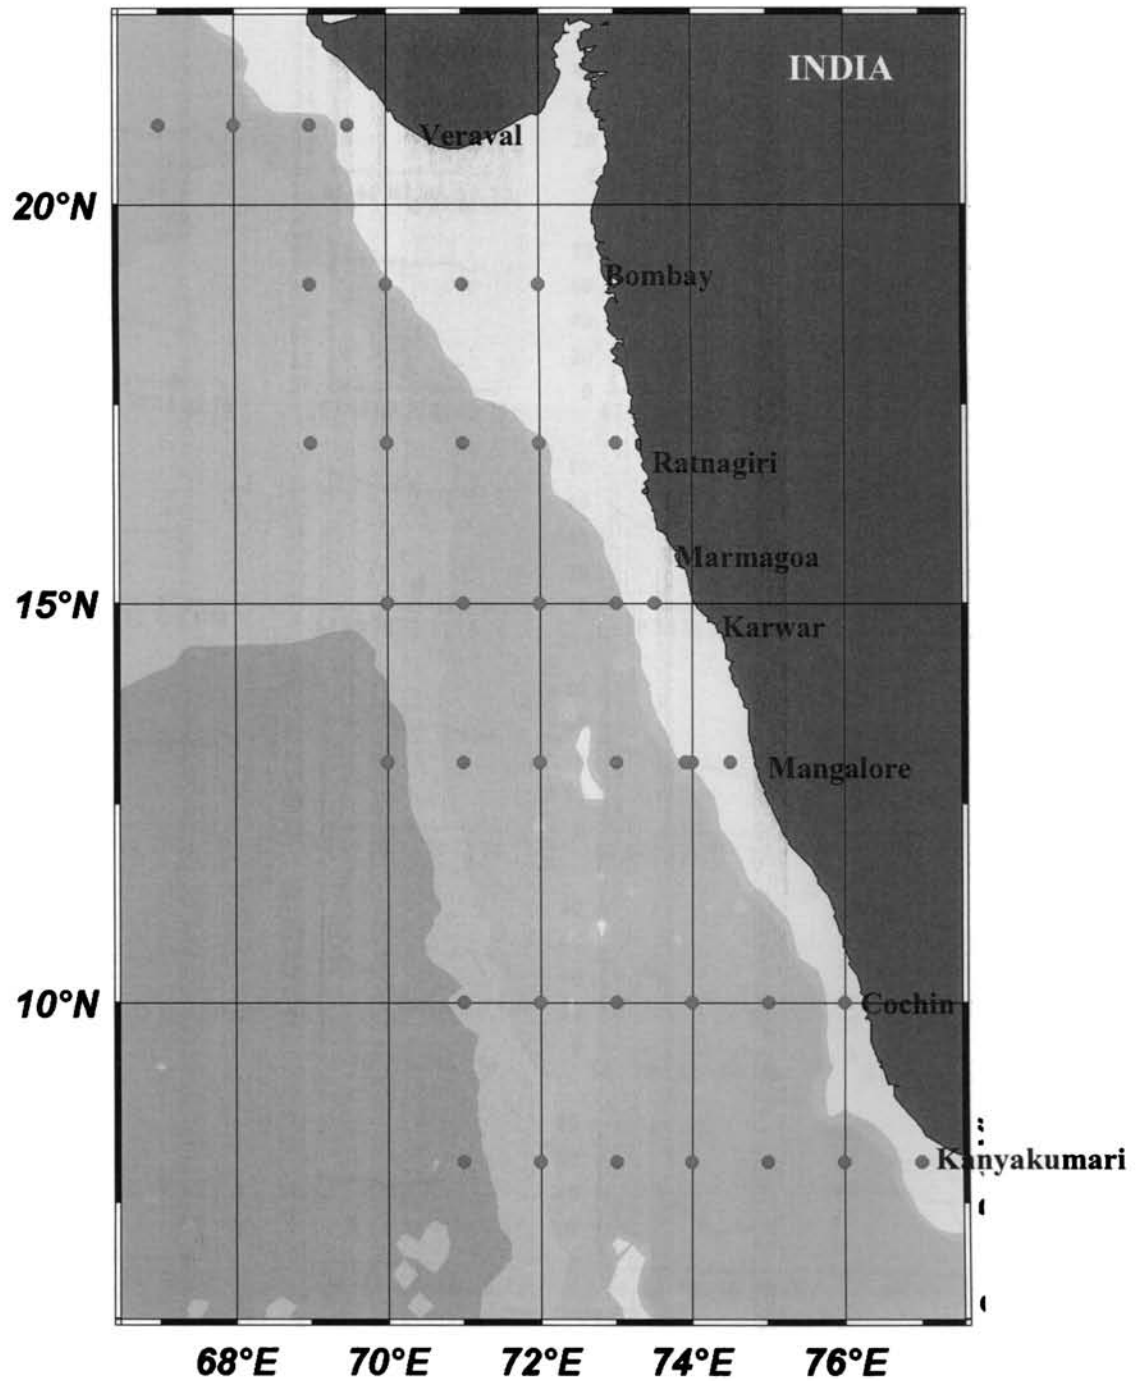 INDIA
Veraval
20°N
Bombay
Ratnagiri
Marmagoa
15°N
Karwar
Mangalore
10°N
Cochin
Kanyakumari
68°E 70°E 72°E 74°E 76°E